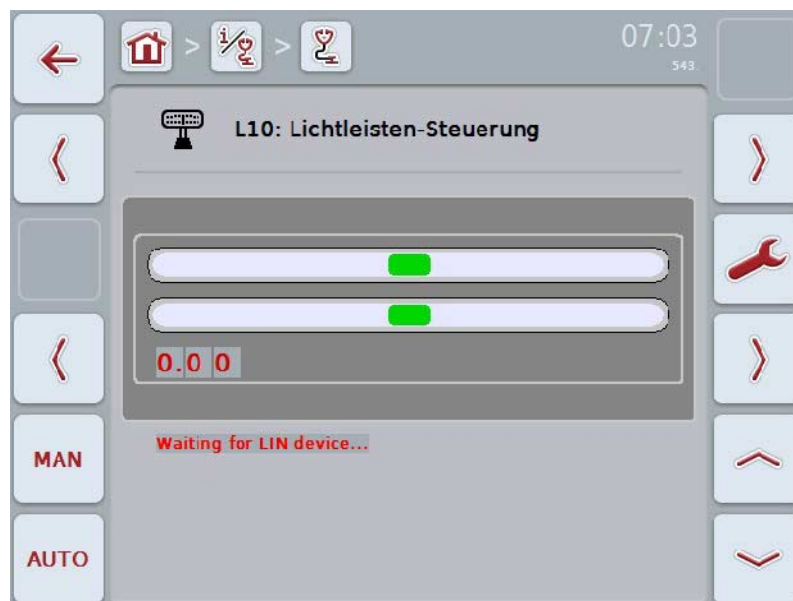 07:03
543.
L10: Lichtleisten-Steuerung
0.0 0
Waiting for LIN device...
MAN
AUTO